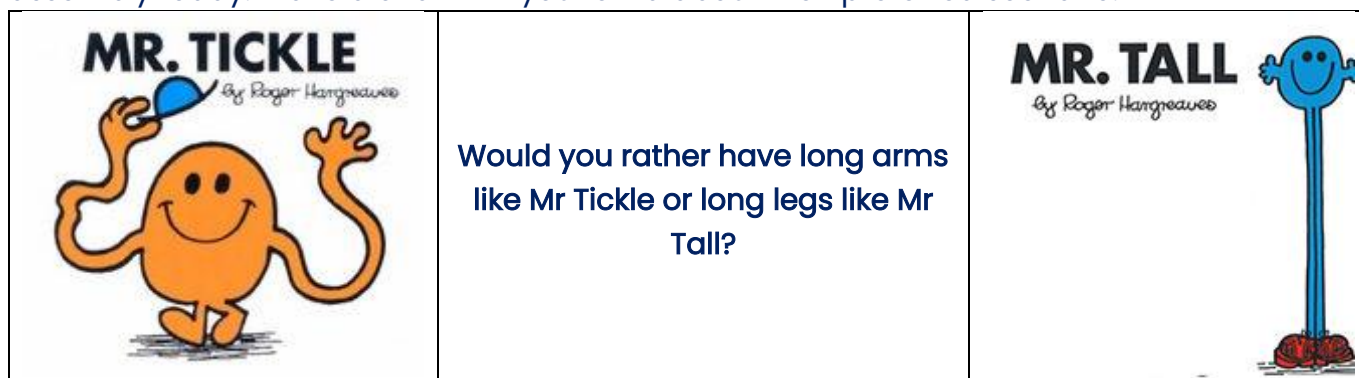 MR. TICKLE
by Roger Hargreaves
Would you rather have long arms
like Mr Tickle or long legs like Mr
Tall?
MR. TALL
by Roger Hargreaves